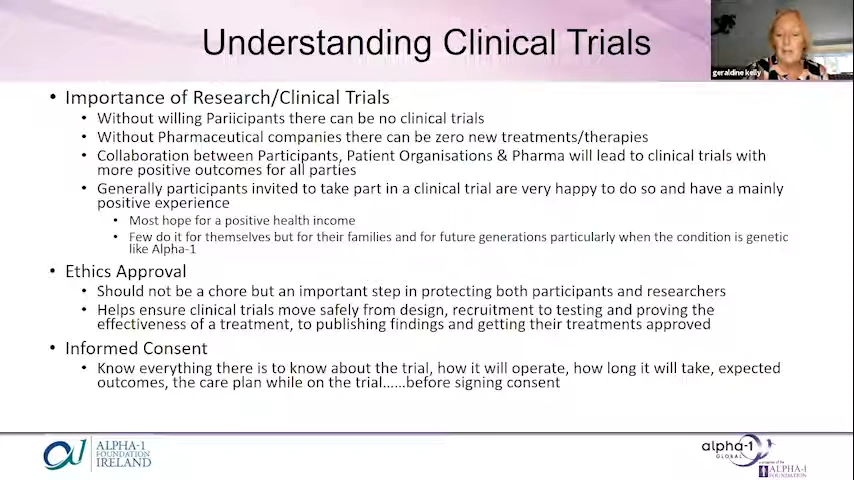 Understanding Clinical Trials
geraldine kelly
• Importance of Research/Clinical Trials
• Without willing Pariicipants there can be no clinical trials
• Without Pharmaceutical companies there can be zero new treatments/therapies
• Collaboration between Participants, Patient Organisations & Pharma will lead to clinical trials with
more positive outcomes for all parties
• Generally participants invited to take part in a clinical trial are very happy to do so and have a mainly
positive experience
• Most hope for a positive health income
• Few do it for themselves but for their families and for future generations particularly when the condition is genetic
like Alpha-1
• Ethics Approval
• Should not be a chore but an important step in protecting both participants and researchers
• Helps ensure clinical trials move safely from design, recruitment to testing and proving the
effectiveness of a treatment, to publishing findings and getting their treatments approved
• Informed Consent
• Know everything there is to know about the trial, how it will operate, how long it will take, expected
outcomes, the care plan while on the trial......before signing consent
ALPHA-1
FOUNDATION
IRELAND
alpha-1
GLOBAL
ALPHA-1
FOUNDATION